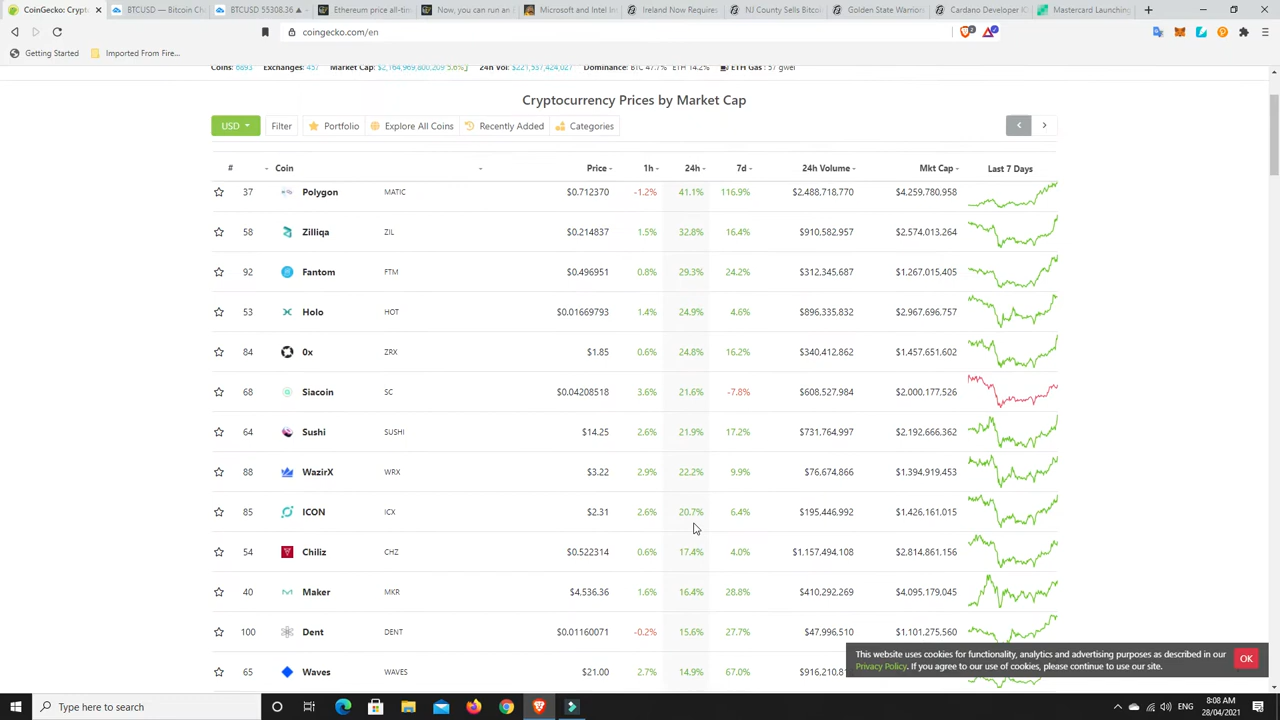 CoinGecko: Crypt
BTCUSD — Bitcoin Ch
BTCUSD 55308.36 ▲
Ethereum price all-tim
Now, you can run an E
Microsoft and Intel In
Ireland Now Requires
NJ County Sells Bitco
Golden State Warriors
Cardano Developer IO
Mastercard Launching
coingecko.com/en
Getting Started
Imported From Fire...
Coins: 6893 Exchanges: 457 Market Cap: $2,164,969,800,209 5.6% 24h Vol: $221,537,424,027 Dominance: BTC 47.7% ETH 14.2% ETH Gas: 57 gwei
Cryptocurrency Prices by Market Cap
USD Filter Portfolio Explore All Coins Recently Added Categories
# Coin Price 1h 24h 7d 24h Volume Mkt Cap Last 7 Days
37 Polygon MATIC $0.712370 -1.2% 41.1% 116.9% $2,488,718,770 $4,259,780,958
58 Zilliqa ZIL $0.214837 1.5% 32.8% 16.4% $910,582,957 $2,574,013,264
92 Fantom FTM $0.496951 0.8% 29.3% 24.2% $312,345,687 $1,267,015,405
53 Holo HOT $0.01669793 1.4% 24.9% 4.6% $896,335,832 $2,967,696,757
84 0x ZRX $1.85 0.6% 24.8% 16.2% $340,412,862 $1,457,651,602
68 Siacoin SC $0.04208518 3.6% 21.6% -7.8% $608,527,984 $2,000,177,526
64 Sushi SUSHI $14.25 2.6% 21.9% 17.2% $731,764,997 $2,192,666,362
88 WazirX WRX $3.22 2.9% 22.2% 9.9% $76,674,866 $1,394,919,453
85 ICON ICX $2.31 2.6% 20.7% 6.4% $195,446,992 $1,426,161,015
54 Chiliz CHZ $0.522314 0.6% 17.4% 4.0% $1,157,494,108 $2,814,861,156
40 Maker MKR $4,536.36 1.6% 16.4% 28.8% $410,292,269 $4,095,179,045
100 Dent DENT $0.01160071 -0.2% 15.6% 27.7% $47,996,510 $1,101,275,560
65 Waves WAVES $21.00 2.7% 14.9% 67.0% $916,210,8
This website uses cookies for functionality, analytics and advertising purposes as described in our
Privacy Policy. If you agree to our use of cookies, please continue to use our site.
OK
Type here to search
ENG
8:08 AM
28/04/2021